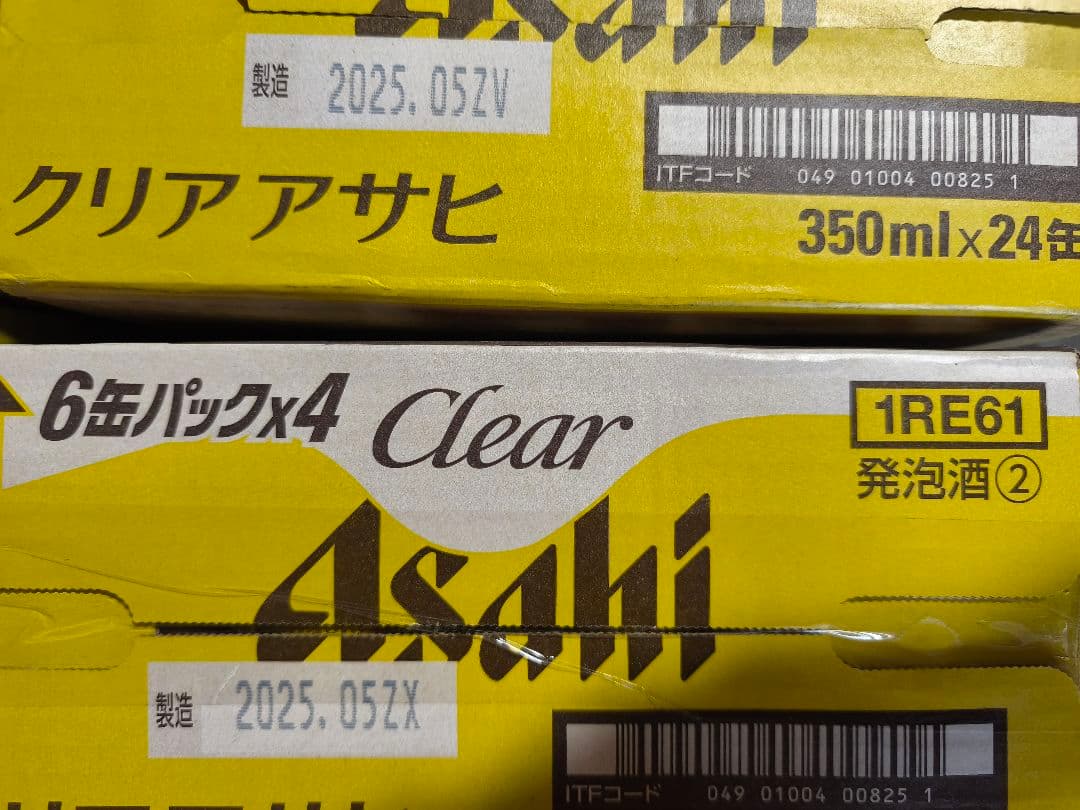 Asahi
製造 2025.05ZV
ITFコード 049 01004 00825 1
クリア アサヒ
350ml×24缶
6缶パック×4 Clear
1RE61
発泡酒②
Asahi
製造 2025.05ZX
ITFコード 049 01004 00825 1